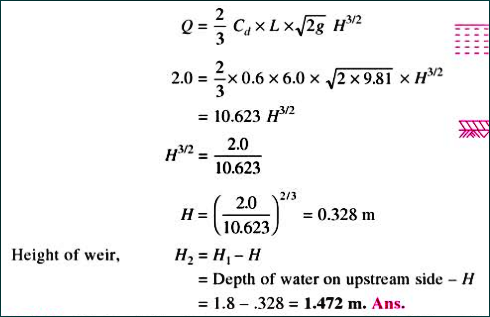 Q = 2/3 C_d × L × √2g H^3/2
2.0 = 2/3 × 0.6 × 6.0 × √2 × 9.81 × H^3/2
= 10.623 H^3/2
H^3/2 = 2.0/10.623
H = (2.0/10.623)^2/3 = 0.328 m
Height of weir, H₂ = H₁ – H
= Depth of water on upstream side – H
= 1.8 – .328 = 1.472 m. Ans.